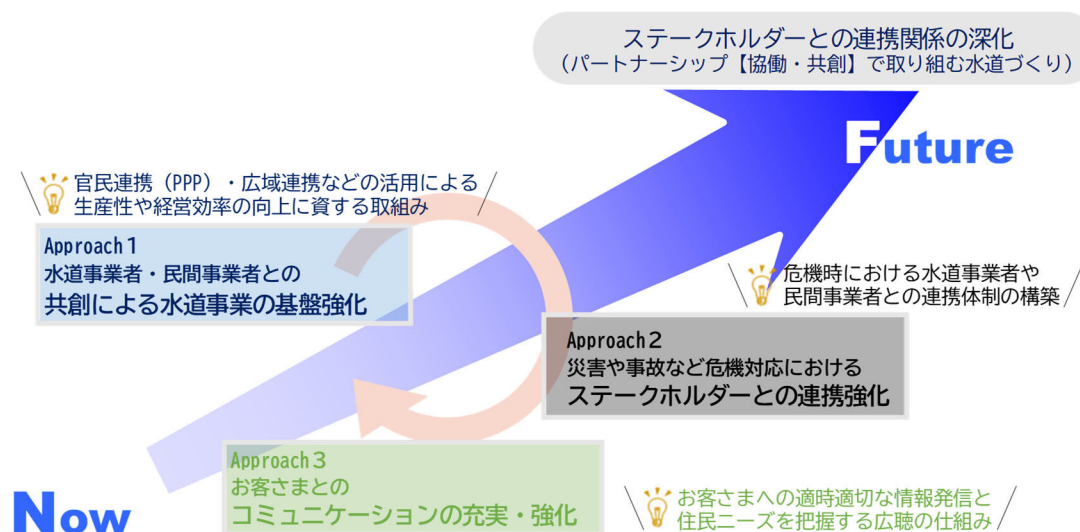 ステークホルダーとの連携関係の深化
(パートナーシップ【協働・共創】で取り組む水道づくり)
Future
官民連携（PPP）・広域連携などの活用による
生産性や経営効率の向上に資する取組み
Approach1
水道事業者・民間事業者との
共創による水道事業の基盤強化
危機時における水道事業者や
民間事業者との連携体制の構築
Approach2
災害や事故など危機対応における
ステークホルダーとの連携強化
Approach3
お客さまとの
コミュニケーションの充実・強化
お客さまへの適時適切な情報発信と
住民ニーズを把握する広聴の仕組み
Now